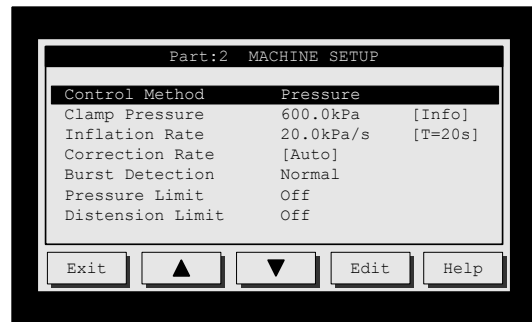 Part:2 MACHINE SETUP
Control Method Pressure
Clamp Pressure 600.0kPa [Info]
Inflation Rate 20.0kPa/s [T=20s]
Correction Rate [Auto]
Burst Detection Normal
Pressure Limit Off
Distension Limit Off
Exit ▲ ▼ Edit Help